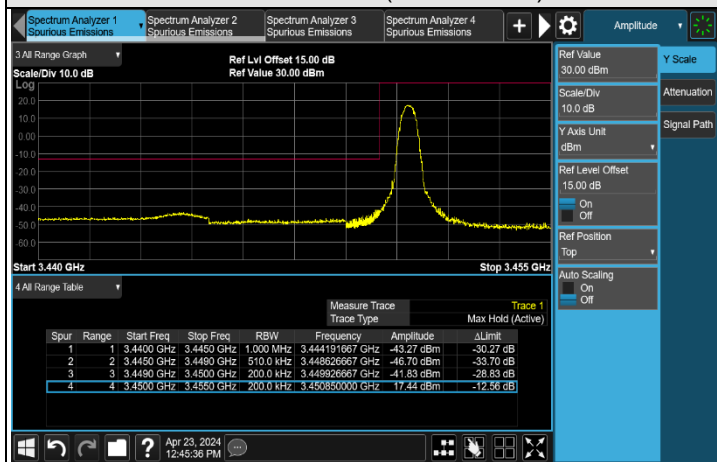 Spectrum Analyzer 1 Spectrum Analyzer 2 Spectrum Analyzer 3 Spectrum Analyzer 4 + Amplitude
Spurious Emissions Spurious Emissions Spurious Emissions Spurious Emissions
3 All Range Graph
Ref Lvl Offset 15.00 dB
Scale/Div 10.0 dB Ref Value 30.00 dBm
Log
20.0
10.0
0.00
-10.0
-20.0
-30.0
-40.0
-50.0
-60.0
Start 3.440 GHz Stop 3.455 GHz
4 All Range Table
Measure Trace Trace 1
Trace Type Max Hold (Active)
Spur Range Start Freq Stop Freq RBW Frequency Amplitude ΔLimit
1 1 3.4400 GHz 3.4450 GHz 1.000 MHz 3.444191667 GHz -43.27 dBm -30.27 dB
2 2 3.4450 GHz 3.4490 GHz 510.0 kHz 3.448626667 GHz -46.70 dBm -33.70 dB
3 3 3.4490 GHz 3.4500 GHz 200.0 kHz 3.449926667 GHz -41.83 dBm -28.83 dB
4 4 3.4500 GHz 3.4550 GHz 200.0 kHz 3.450850000 GHz 17.44 dBm -12.56 dB
Ref Value
30.00 dBm
Scale/Div
10.0 dB
Y Axis Unit
dBm
Ref Level Offset
15.00 dB
On
Off
Ref Position
Top
Auto Scaling
On
Off
Y Scale
Attenuation
Signal Path
? Apr 23, 2024
12:45:36 PM